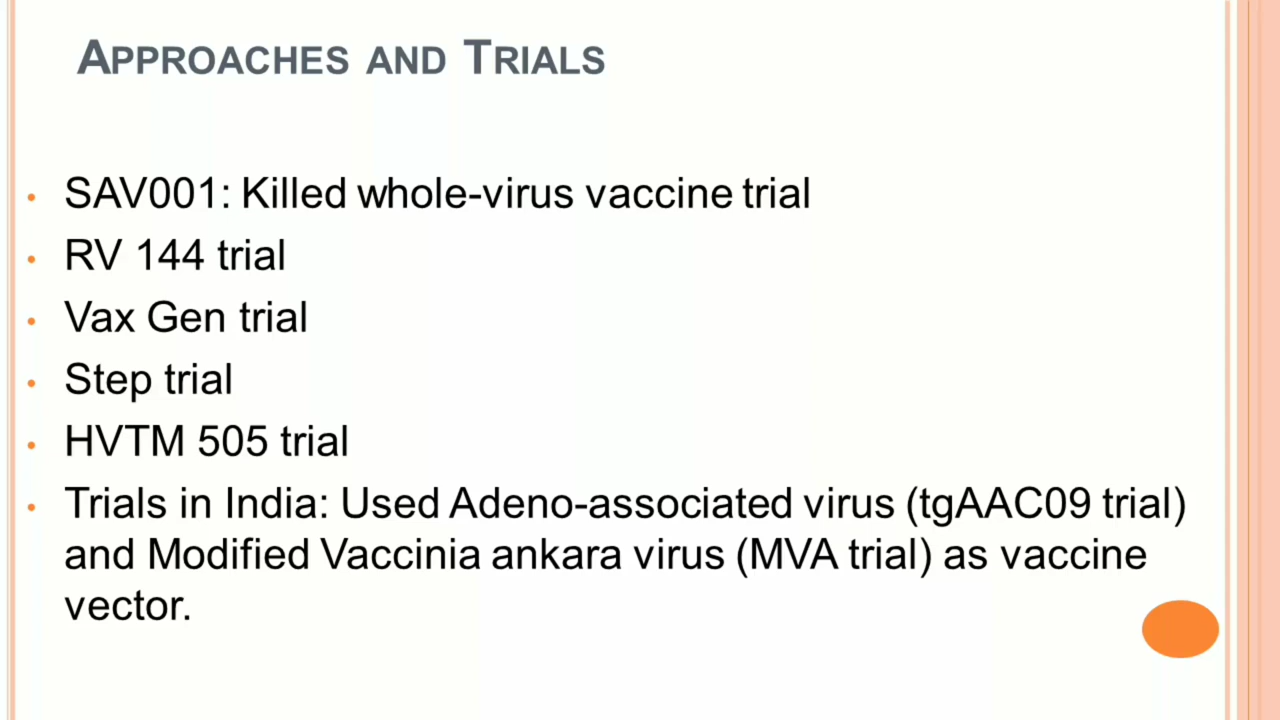 APPROACHES AND TRIALS
• SAV001: Killed whole-virus vaccine trial
• RV 144 trial
• Vax Gen trial
• Step trial
• HVTM 505 trial
• Trials in India: Used Adeno-associated virus (tgAAC09 trial)
and Modified Vaccinia ankara virus (MVA trial) as vaccine
vector.